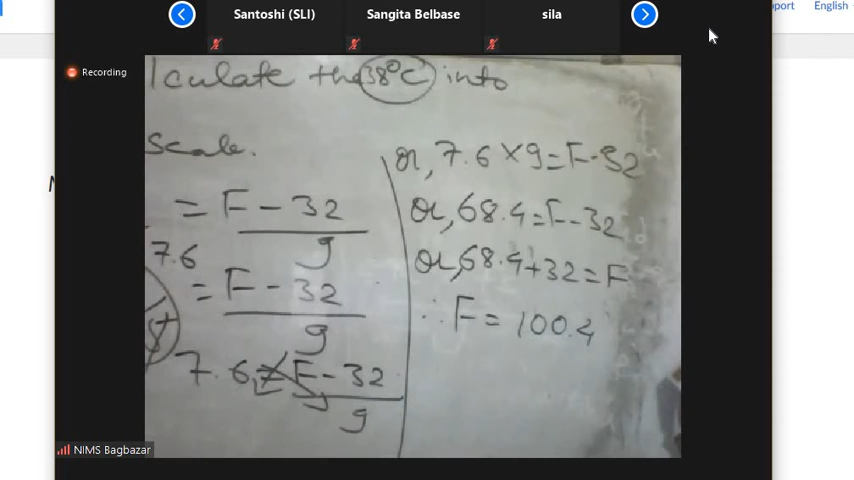 pport
English
Santoshi (SLI)
Sangita Belbase
sila
Recording
lculate the 38°C into
Scale.
= F - 32
9
7.6
= F - 32
9
7.6 = F - 32
9
or, 7.6 × 9 = F - 32
or, 68.4 = F - 32
or, 68.4 + 32 = F
∴ F = 100.4
NIMS Bagbazar